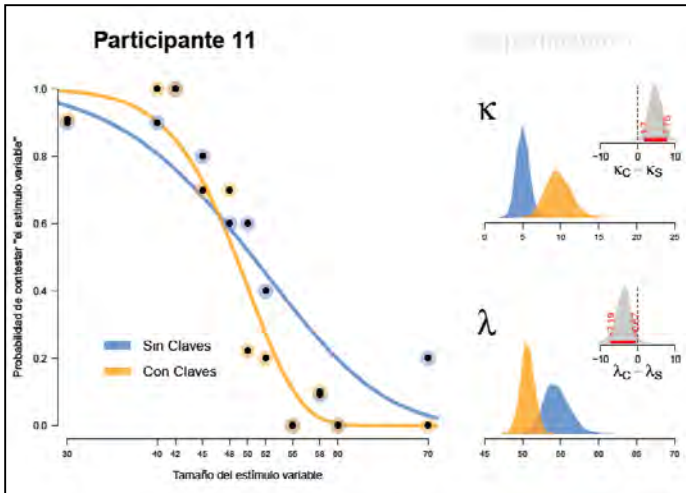 Participante 11
Probabilidad de contestar "el estímulo variable"
1.0
0.8
0.6
0.4
0.2
0.0
Sin Claves
Con Claves
30 40 42 45 48 50 52 55 58 60 70
Tamaño del estímulo variable
κ
-10 0 5 10
κC − κS
0 5 10 15 20 25
λ
-10 0 5 10
λC − λS
45 50 55 60 65 70